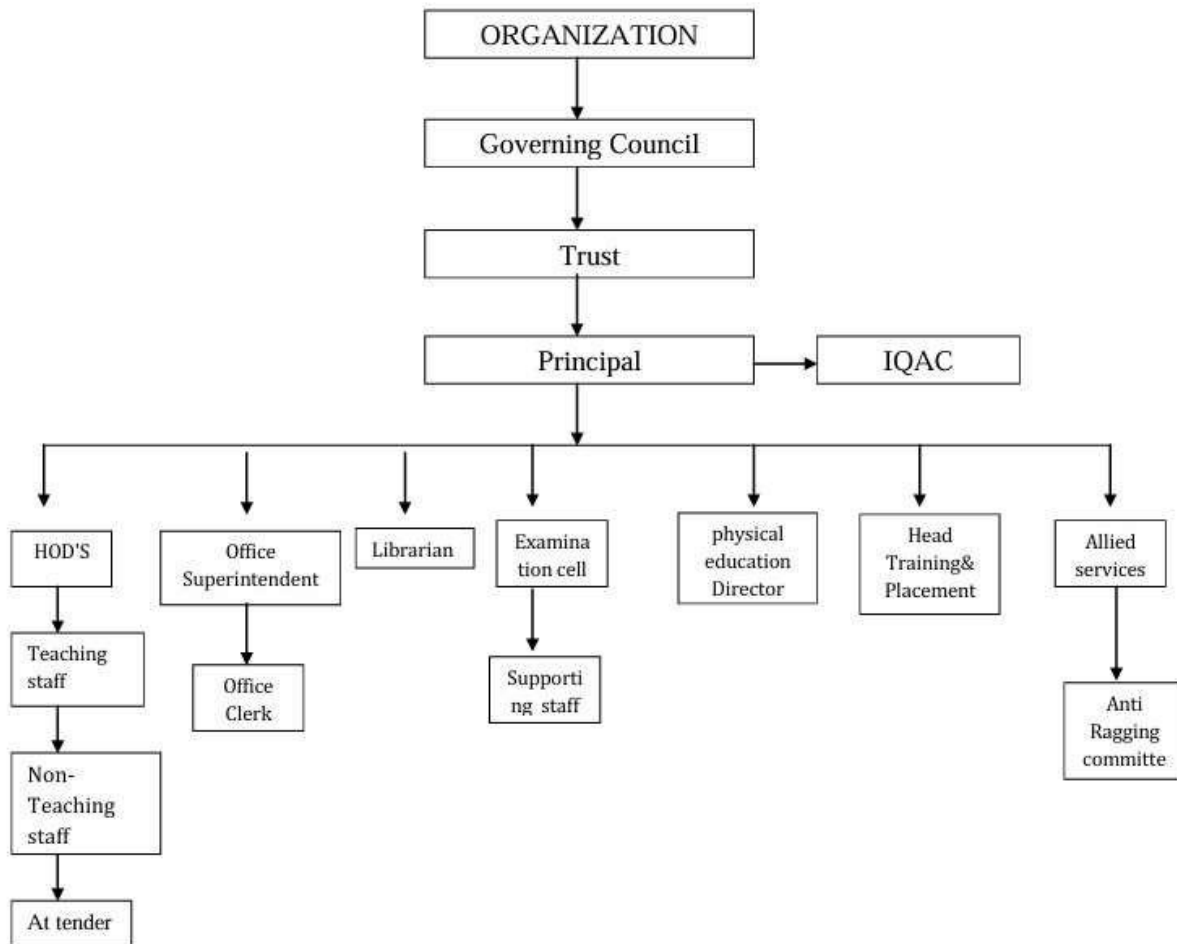 ORGANIZATION
Governing Council
Trust
Principal
IQAC
HOD'S
Office
Superintendent
Librarian
Examina
tion cell
physical
education
Director
Head
Training&
Placement
Allied
services
Teaching
staff
Office
Clerk
Supporti
ng staff
Anti
Ragging
committe
Non-
Teaching
staff
At tender